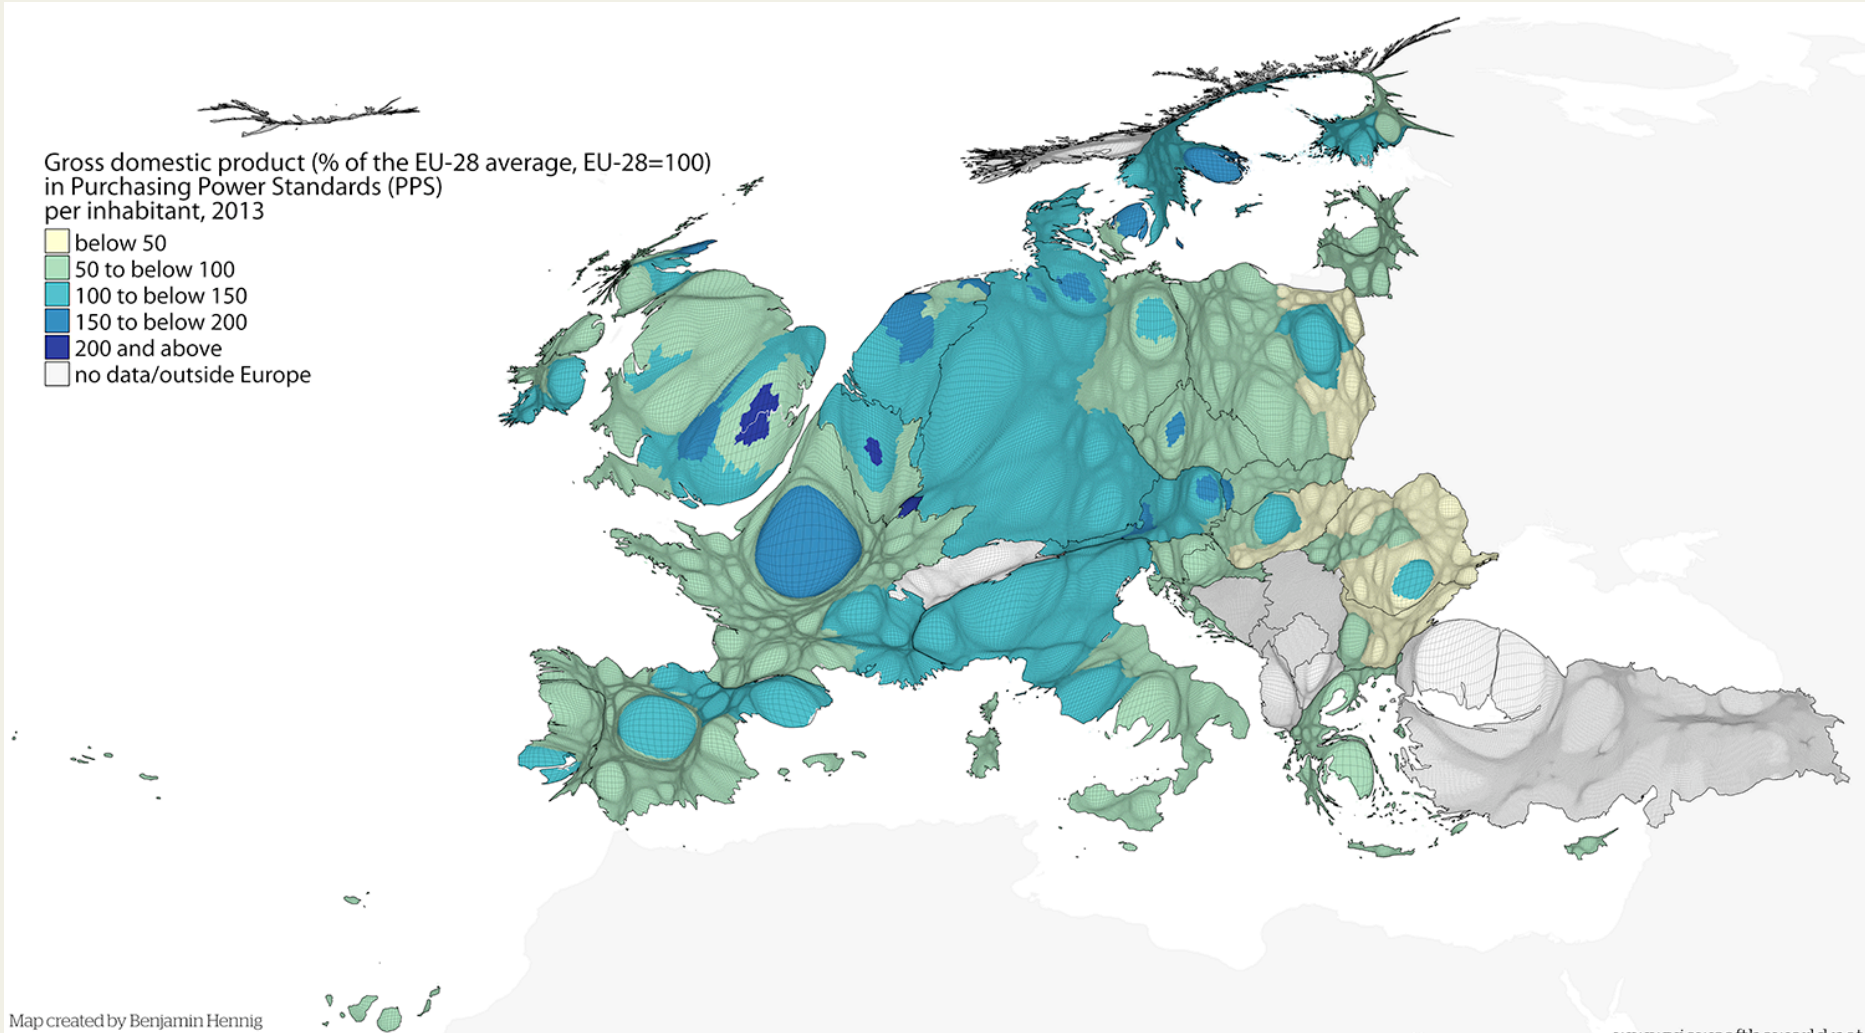 Gross domestic product (% of the EU-28 average, EU-28=100)
in Purchasing Power Standards (PPS)
per inhabitant, 2013
below 50
50 to below 100
100 to below 150
150 to below 200
200 and above
no data/outside Europe
Map created by Benjamin Hennig